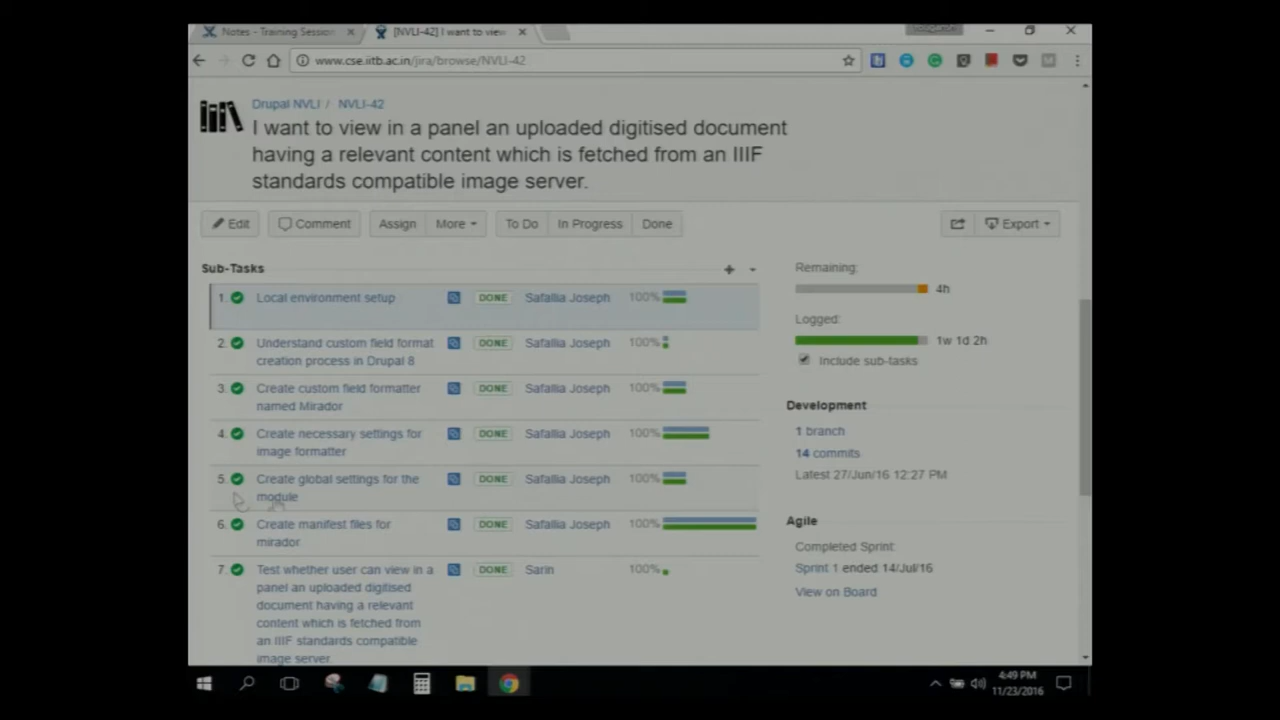 Notes - Training Session
[NVLI-42] I want to view
www.cse.iitb.ac.in/jira/browse/NVLI-42
Drupal NVLI / NVLI-42
I want to view in a panel an uploaded digitised document
having a relevant content which is fetched from an IIIF
standards compatible image server.
Edit Comment Assign More To Do In Progress Done Export
Sub-Tasks
1. Local environment setup DONE Safallia Joseph 100%
2. Understand custom field format
creation process in Drupal 8 DONE Safallia Joseph 100%
3. Create custom field formatter
named Mirador DONE Safallia Joseph 100%
4. Create necessary settings for
image formatter DONE Safallia Joseph 100%
5. Create global settings for the
module DONE Safallia Joseph 100%
6. Create manifest files for
mirador DONE Safallia Joseph 100%
7. Test whether user can view in a
panel an uploaded digitised
document having a relevant
content which is fetched from
an IIIF standards compatible
image server. DONE Sarin 100%
Remaining:
4h
Logged:
1w 1d 2h
Include sub-tasks
Development
1 branch
14 commits
Latest 27/Jun/16 12:27 PM
Agile
Completed Sprint:
Sprint 1 ended 14/Jul/16
View on Board
4:49 PM
11/23/2016